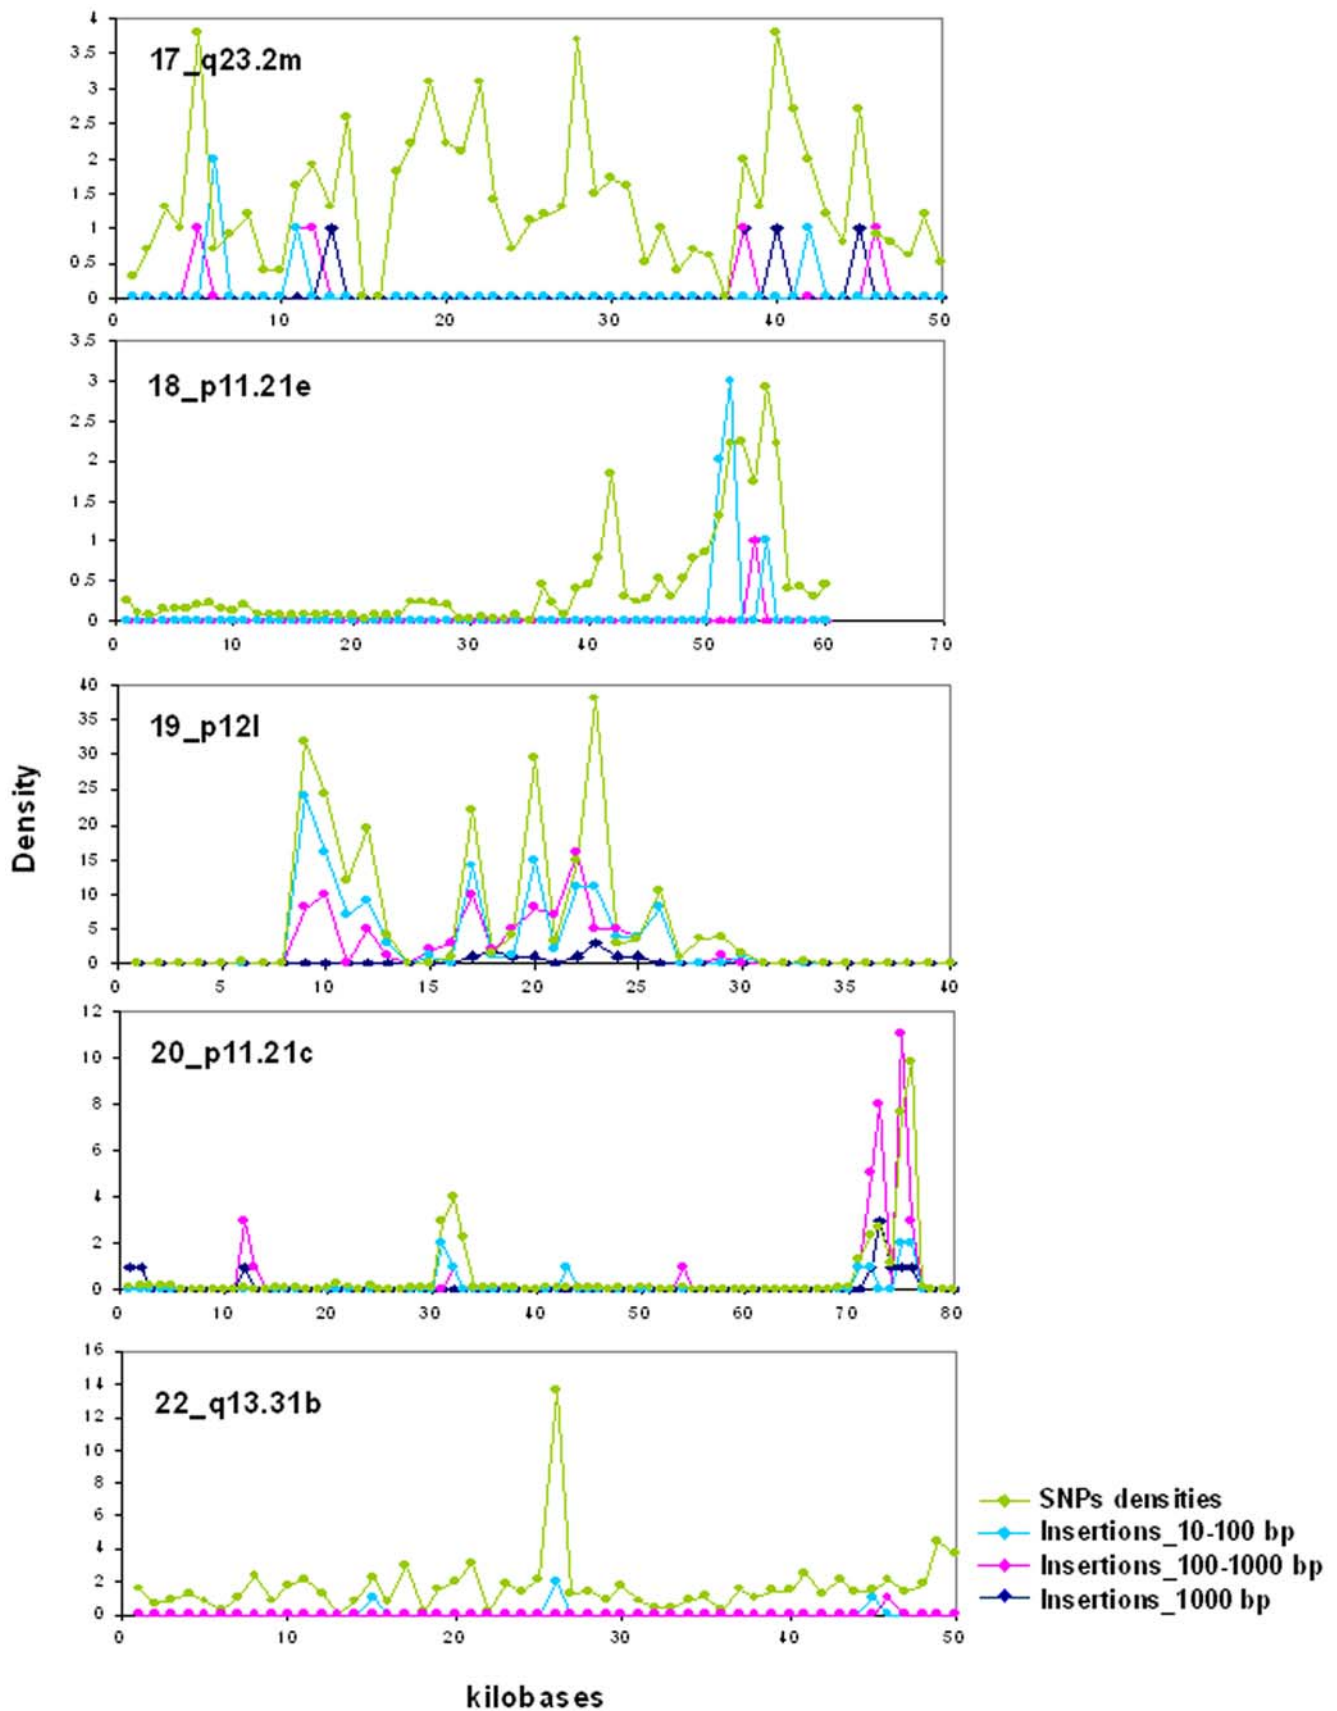 4
3.5
3
2.5
2
1.5
1
0.5
0
17_q23.2m
0 10 20 30 40 50
3.5
3
2.5
2
1.5
1
0.5
0
18_p11.21e
0 10 20 30 40 50 60 70
40
35
30
25
20
15
10
5
0
19_p12l
0 5 10 15 20 25 30 35 40
Density
12
10
8
6
4
2
0
20_p11.21c
0 10 20 30 40 50 60 70 80
16
14
12
10
8
6
4
2
0
22_q13.31b
0 10 20 30 40 50
kilobases
SNPs densities
Insertions_10-100 bp
Insertions_100-1000 bp
Insertions_1000 bp